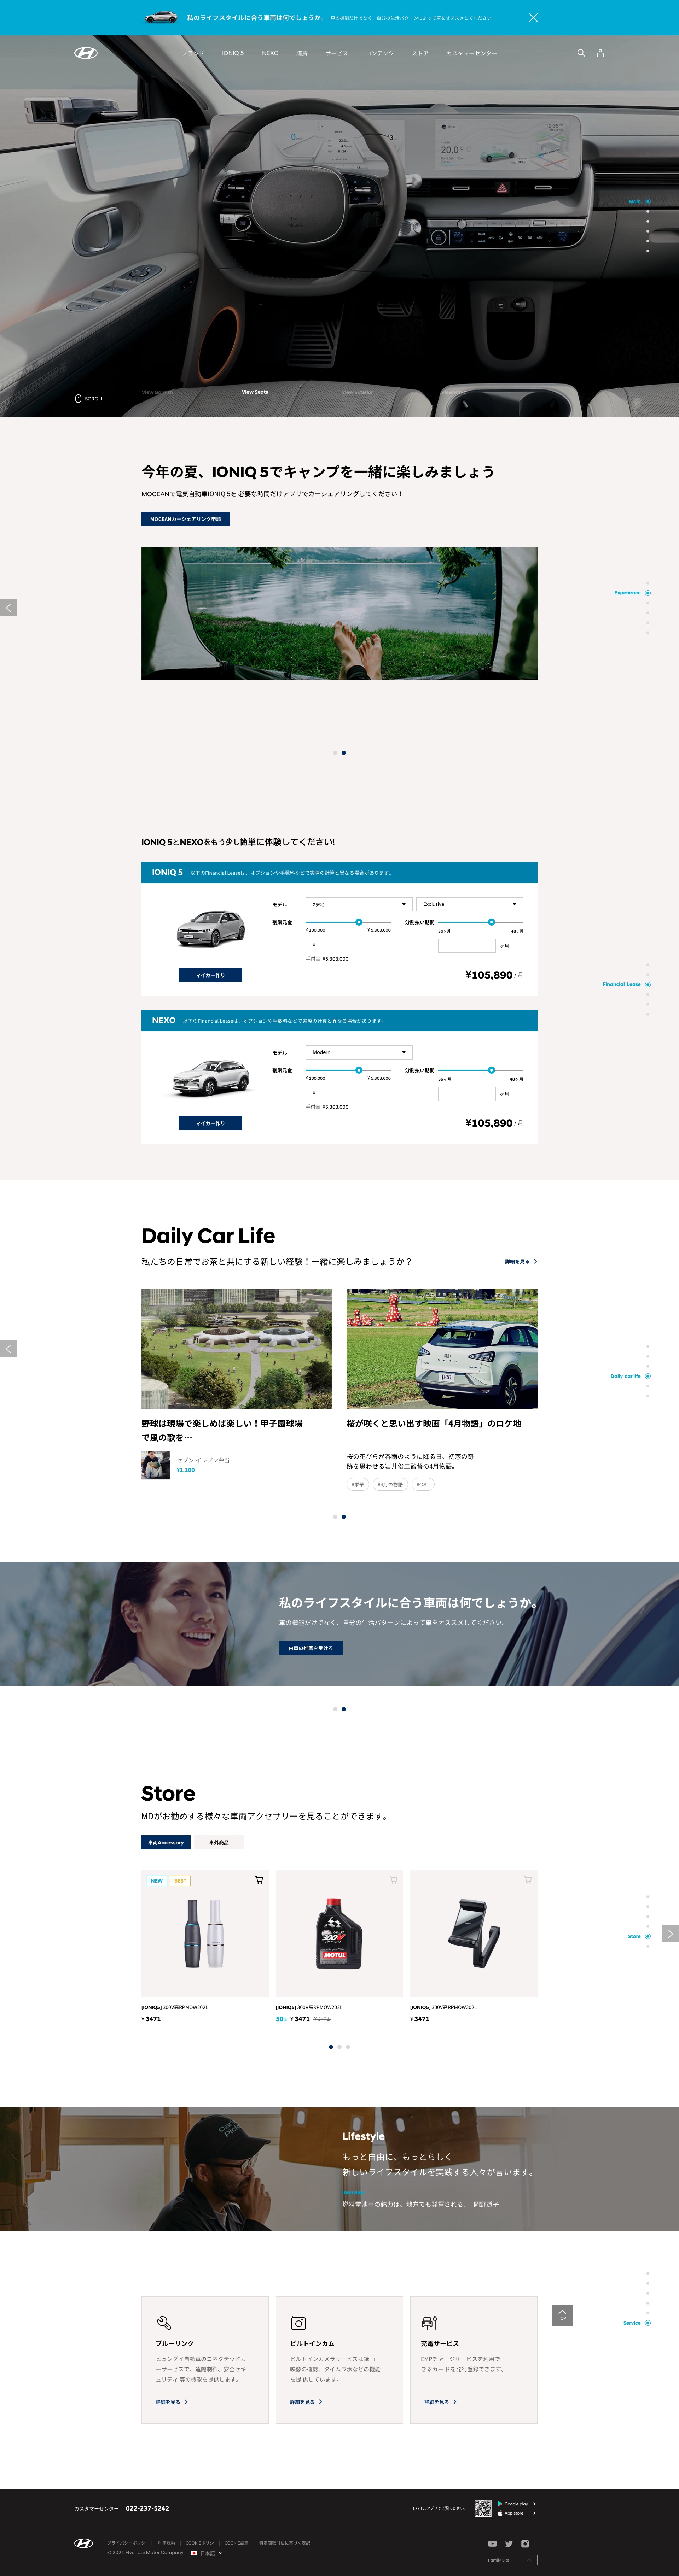 私のライフスタイルに合う車両は何でしょうか。 車の機能だけでなく、自分の生活パターンによって車をオススメしてください。
ブランド IONIQ 5 NEXO 購買 サービス コンテンツ ストア カスタマーセンター
Main
SCROLL
View Seats
View Exterior
今年の夏、IONIQ 5でキャンプを一緒に楽しみましょう
MOCEANで電気自動車IONIQ 5を 必要な時間だけアプリでカーシェアリングしてください！
MOCEANカーシェアリング申請
Experience
IONIQ 5とNEXOをもう少し簡単に体験してください!
IONIQ 5 以下のFinancial Leaseは、オプションや手数料などで実際の計算と異なる場合があります。
モデル 2安定 Exclusive
割賦元金 分割払い期間
¥ 100,000 ¥ 5,303,000 36ヶ月 48ヶ月
¥ ヶ月
手付金 ¥5,303,000
マイカー作り ¥105,890 / 月
Financial Lease
NEXO 以下のFinancial Leaseは、オプションや手数料などで実際の計算と異なる場合があります。
モデル Modern
割賦元金 分割払い期間
¥ 100,000 ¥ 5,303,000 36ヶ月 48ヶ月
¥ ヶ月
手付金 ¥5,303,000
マイカー作り ¥105,890 / 月
Daily Car Life
私たちの日常でお茶と共にする新しい経験！一緒に楽しみましょうか？
詳細を見る
pen
Daily car life
野球は現場で楽しめば楽しい！甲子園球場
で風の歌を…
セブン-イレブン弁当
¥1,100
桜が咲くと思い出す映画「4月物語」のロケ地
桜の花びらが春雨のように降る日、初恋の奇
跡を思わせる岩井俊二監督の4月物語。
#栄華 #4月の物語 #OST
私のライフスタイルに合う車両は何でしょうか。
車の機能だけでなく、自分の生活パターンによって車をオススメしてください。
内車の推薦を受ける
Store
MDがお勧めする様々な車両アクセサリーを見ることができます。
車両Accessory 車外商品
NEW BEST
300V
MOTUL
Store
[IONIQ5] 300V高RPMOW202L
¥ 3471
[IONIQ5] 300V高RPMOW202L
50% ¥ 3471 ¥ 3471
[IONIQ5] 300V高RPMOW202L
¥ 3471
Lifestyle
もっと自由に、もっとらしく
新しいライフスタイルを実践する人々が言います。
燃料電池車の魅力は、地方でも発揮される. 岡野道子
TOP
Service
ブルーリンク
ヒュンダイ自動車のコネクテッドカ
ーサービスで、遠隔制御、安全セキ
ュリティ 等の機能を提供します。
詳細を見る
ビルトインカム
ビルトインカメラサービスは録画
映像の確認、タイムラボなどの機能
を提 供しています。
詳細を見る
充電サービス
EMPチャージサービスを利用で
きるカー ドを発行登録できます。
詳細を見る
カスタマーセンター 022-237-5242
モバイルアプリでご覧ください。
Google play
App store
プライバシーポリシ. | 利用規約 | COOKIEポリシ | COOKIE設定 | 特定商取引法に基づく表記
© 2021 Hyundai Motor Company 日本語
Family Site